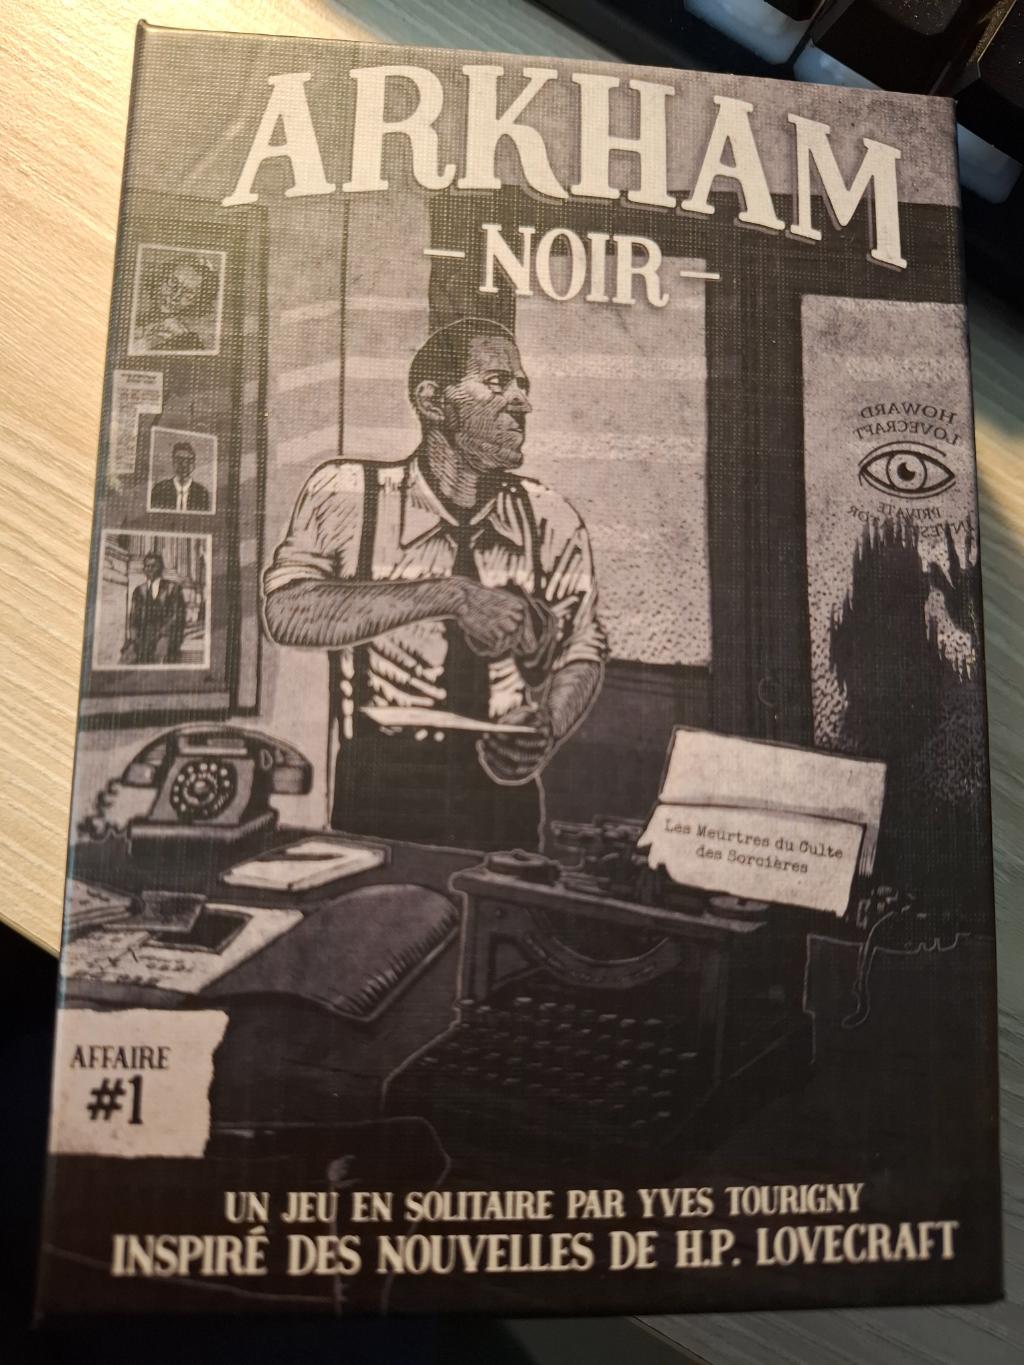 ARKHAM
- NOIR -
HOWARD
LOVECRAFT
PRIVATE
Les Meurtres du Culte
des Sorcières
AFFAIRE
#1
UN JEU EN SOLITAIRE PAR YVES TOURIGNY
INSPIRÉ DES NOUVELLES DE H.P. LOVECRAFT